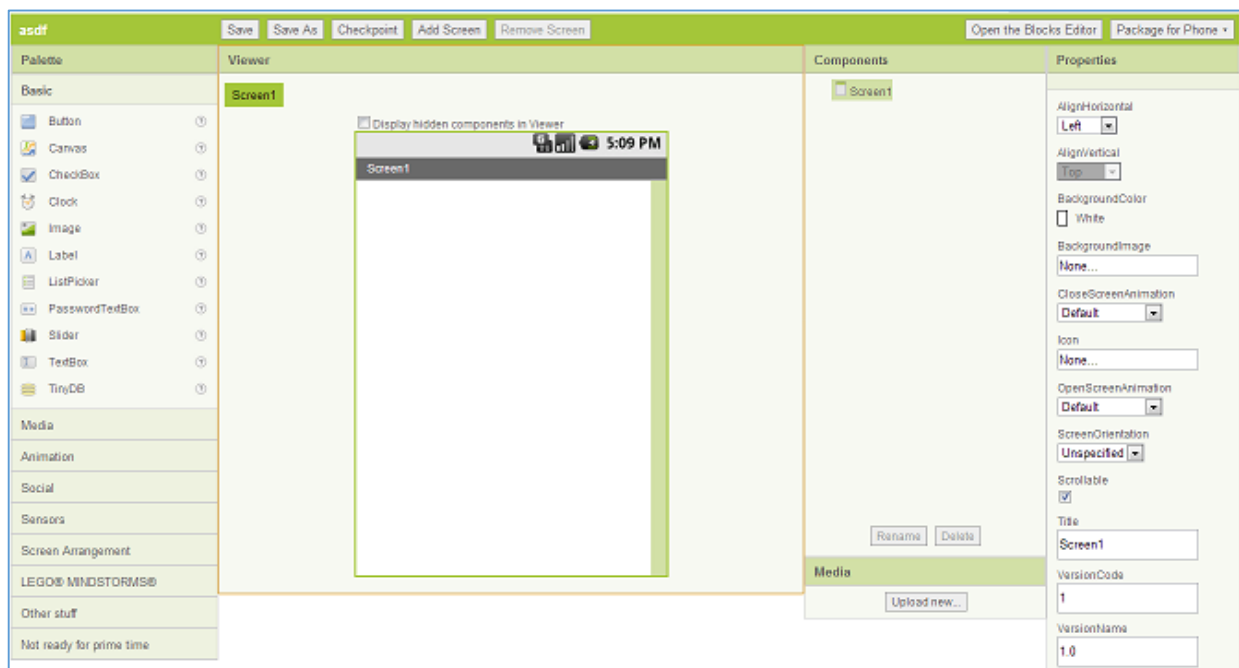 asdf
Save Save As Checkpoint Add Screen Remove Screen
Open the Blocks Editor Package for Phone
Palette
Basic
Button
Canvas
CheckBox
Clock
Image
Label
ListPicker
PasswordTextBox
Slider
TextBox
TinyDB
Media
Animation
Social
Sensors
Screen Arrangement
LEGO® MINDSTORMS®
Other stuff
Not ready for prime time
Viewer
Screen1
Display hidden components in Viewer
5:09 PM
Screen1
Components
Screen1
Rename Delete
Media
Upload new...
Properties
AlignHorizontal
Left
AlignVertical
Top
BackgroundColor
White
BackgroundImage
None...
CloseScreenAnimation
Default
Icon
None...
OpenScreenAnimation
Default
ScreenOrientation
Unspecified
Scrollable
Title
Screen1
VersionCode
1
VersionName
1.0